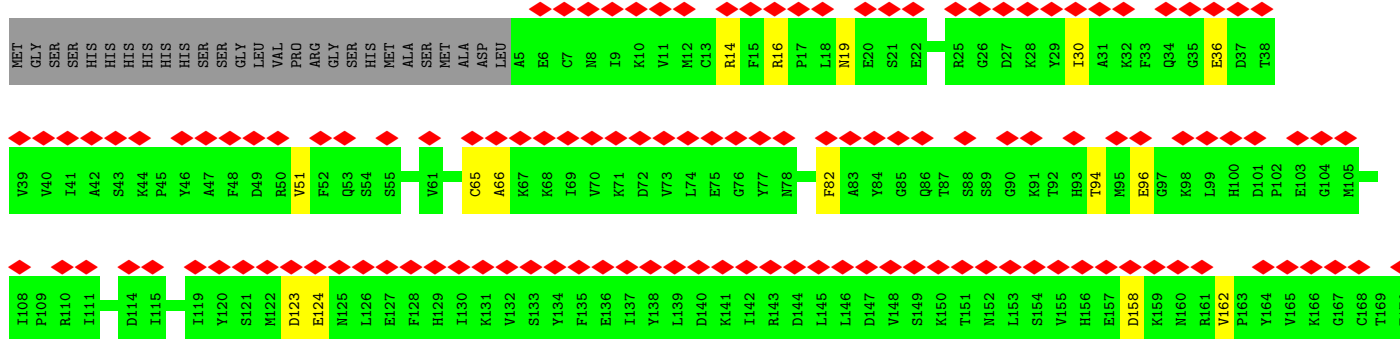 MET GLY SER SER HIS HIS HIS HIS HIS HIS SER SER GLY LEU VAL PRO ARG GLY SER HIS MET ALA SER MET ALA ASP LEU A5 E6 C7 N8 I9 K10 V11 M12 C13 R14 F15 R16 P17 L18 N19 E20 S21 E22 R25 G26 D27 K28 Y29 I30 A31 K32 F33 Q34 G35 E36 D37 T38
V39 V40 I41 A42 S43 K44 P45 Y46 A47 F48 D49 R50 V51 F52 Q53 S54 S55 V61 C65 A66 K67 K68 I69 V70 K71 D72 V73 L74 E75 G76 Y77 N78 F82 A83 Y84 G85 Q86 T87 S88 S89 G90 K91 T92 H93 T94 M95 E96 G97 K98 L99 H100 D101 P102 E103 G104 M105
I108 P109 R110 I111 D114 I115 I119 Y120 S121 M122 D123 E124 N125 L126 E127 F128 H129 I130 K131 V132 S133 Y134 F135 E136 I137 Y138 L139 D140 K141 I142 R143 D144 L145 L146 D147 V148 S149 K150 T151 N152 L153 S154 V155 H156 E157 D158 K159 N160 R161 V162 P163 Y164 V165 K166 G167 C168 T169